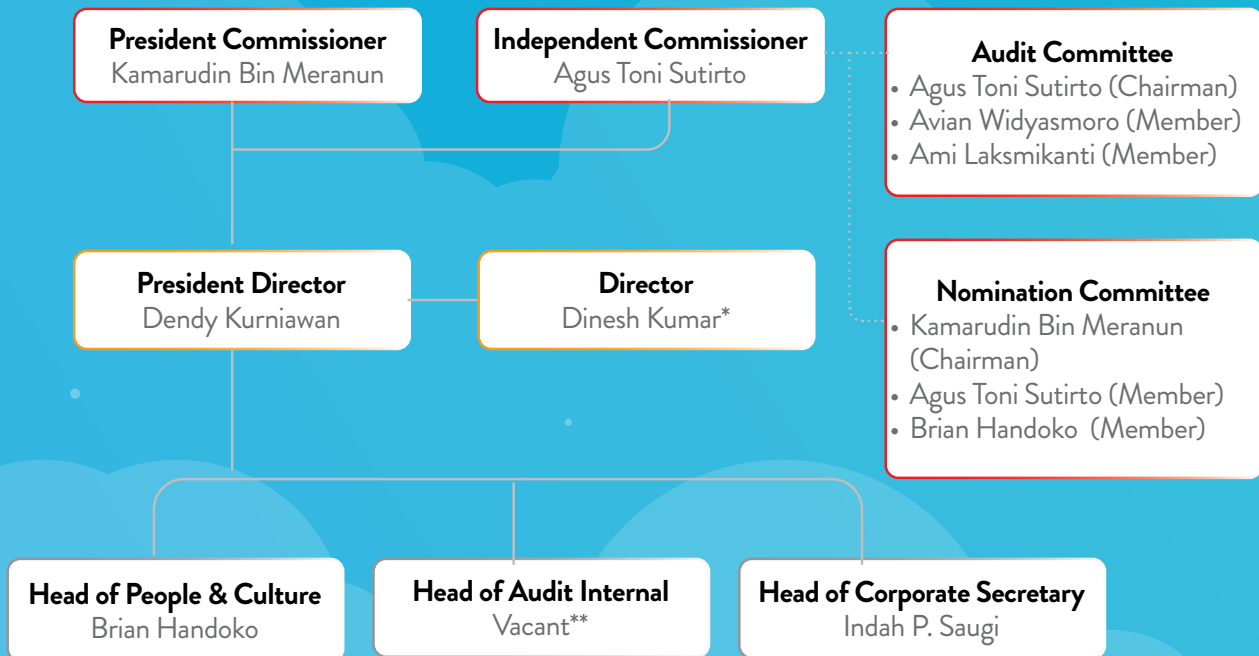 President Commissioner
Kamarudin Bin Meranun
Independent Commissioner
Agus Toni Sutirto
Audit Committee
• Agus Toni Sutirto (Chairman)
• Avian Widyasmoro (Member)
• Ami Laksmikanti (Member)
President Director
Dendy Kurniawan
Director
Dinesh Kumar*
Nomination Committee
• Kamarudin Bin Meranun
(Chairman)
• Agus Toni Sutirto (Member)
• Brian Handoko (Member)
Head of People & Culture
Brian Handoko
Head of Audit Internal
Vacant**
Head of Corporate Secretary
Indah P. Saugi